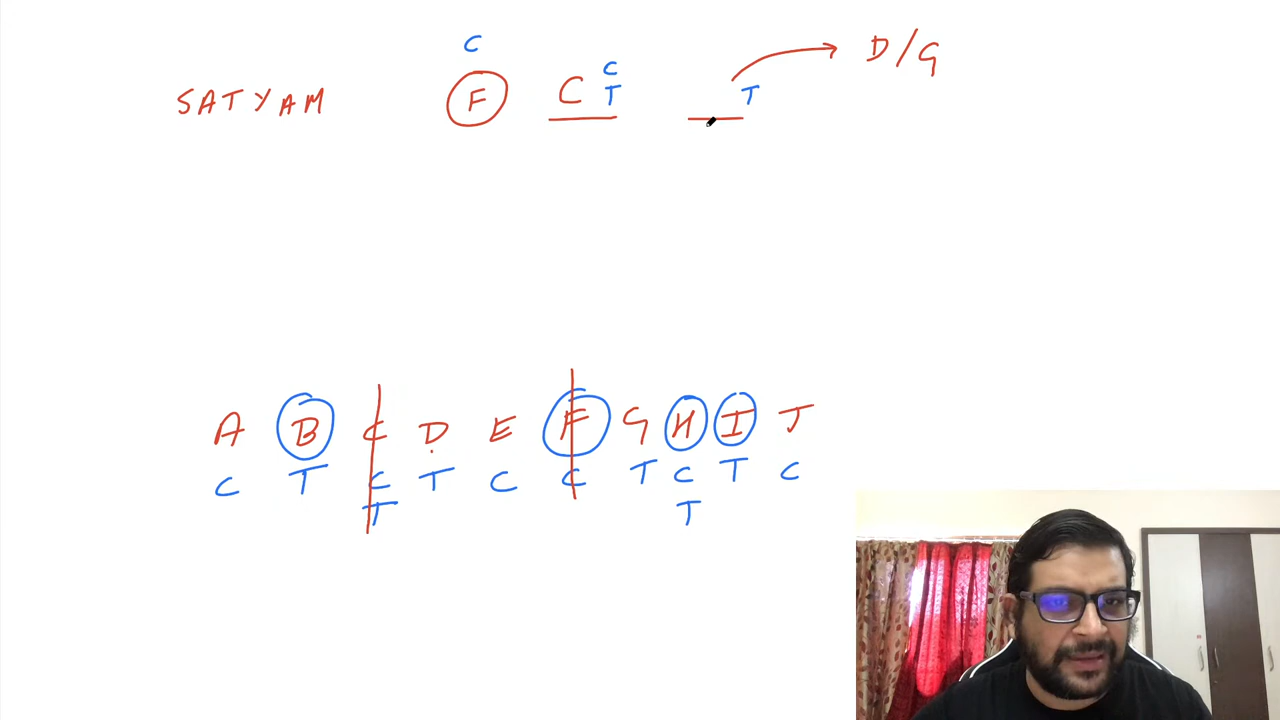 C
SATYAM F C C T T D/G
A B C D E F G H I J
C T C T C C T C T C
T T